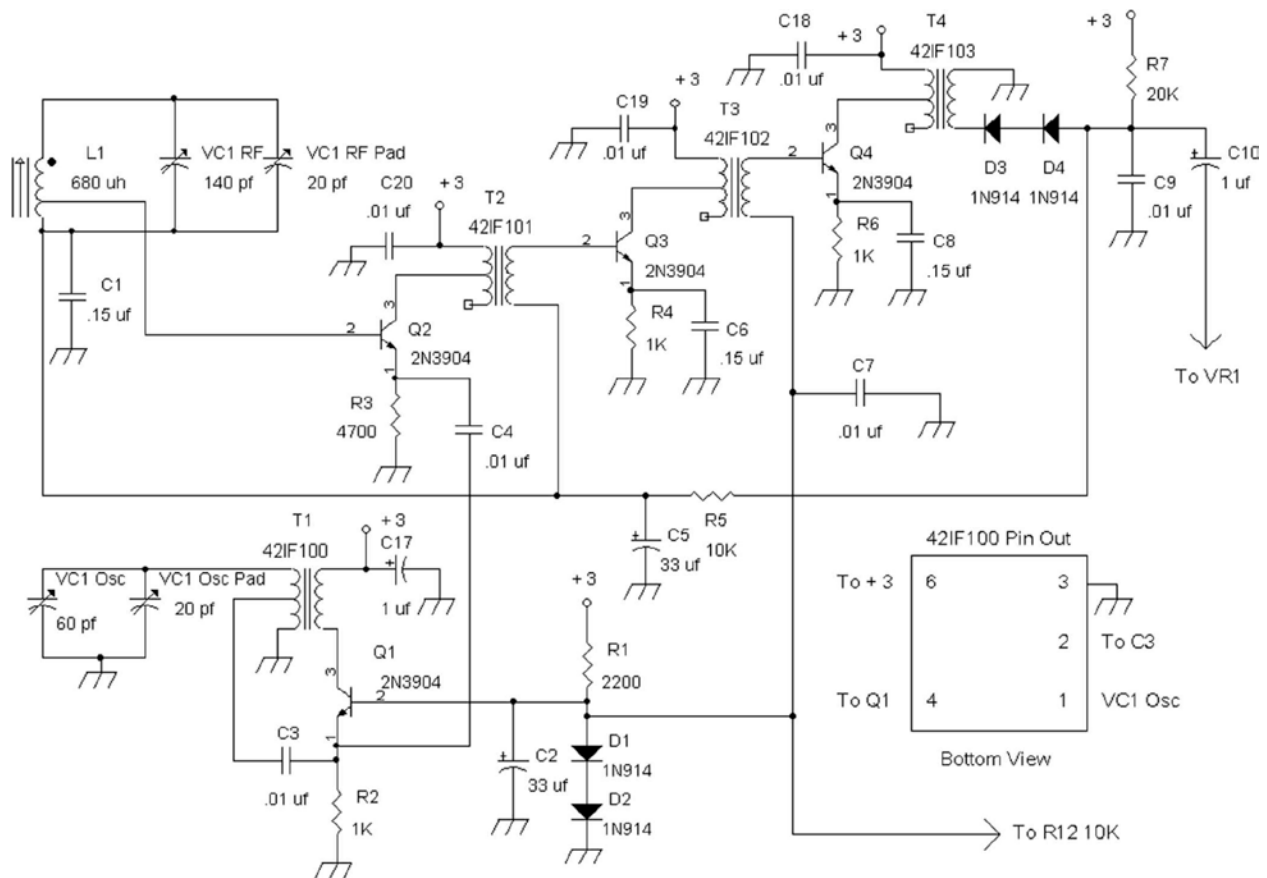 C18
+ 3
.01 uf
T4
42IF103
+ 3
R7
20K
C19
.01 uf
+ 3
T3
42IF102
3
2
Q4
2N3904
1
D3
1N914
D4
1N914
C10
1 uf
C9
.01 uf
L1
680 uh
VC1 RF
140 pf
VC1 RF Pad
20 pf
C20
.01 uf
+ 3
T2
42IF101
3
2
Q3
2N3904
1
R6
1K
C8
.15 uf
C1
.15 uf
3
2
Q2
2N3904
1
R4
1K
C6
.15 uf
To VR1
R3
4700
C4
.01 uf
C7
.01 uf
T1
42IF100
+ 3
C17
1 uf
C5
33 uf
R5
10K
VC1 Osc
60 pf
VC1 Osc Pad
20 pf
+ 3
R1
2200
3
Q1
2N3904
2
1
C3
.01 uf
R2
1K
C2
33 uf
D1
1N914
D2
1N914
42IF100 Pin Out
To + 3
6
3
2
To C3
To Q1
4
1
VC1 Osc
Bottom View
To R12 10K